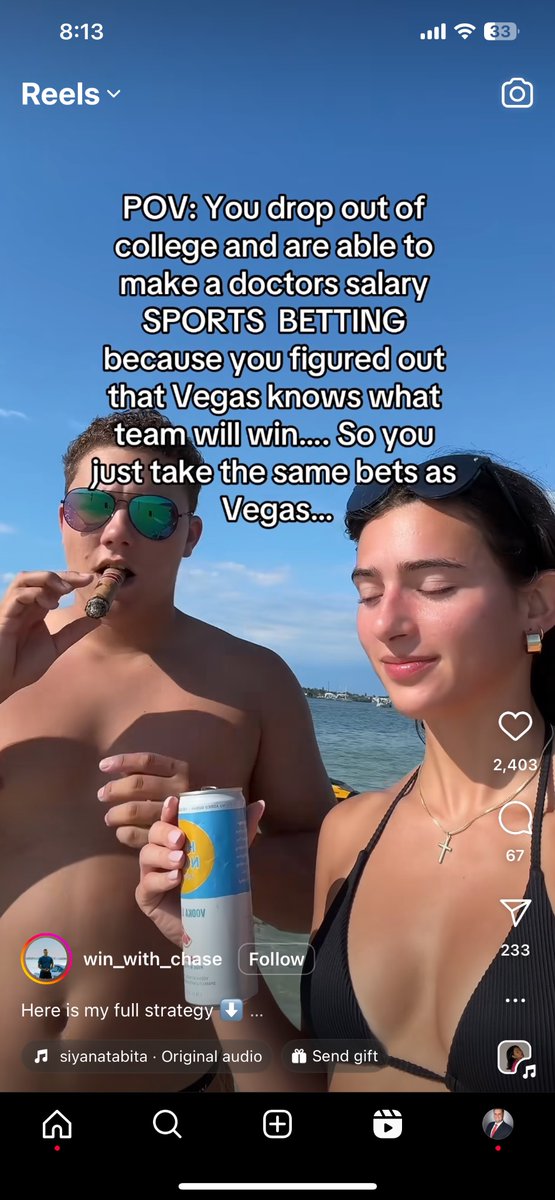 8:13
33
Reels
POV: You drop out of
college and are able to
make a doctors salary
SPORTS BETTING
because you figured out
that Vegas knows what
team will win.... So you
just take the same bets as
Vegas...
2,403
67
VODKA
233
win_with_chase
Follow
Here is my full strategy ⬇️ ...
siyanatabita · Original audio
Send gift